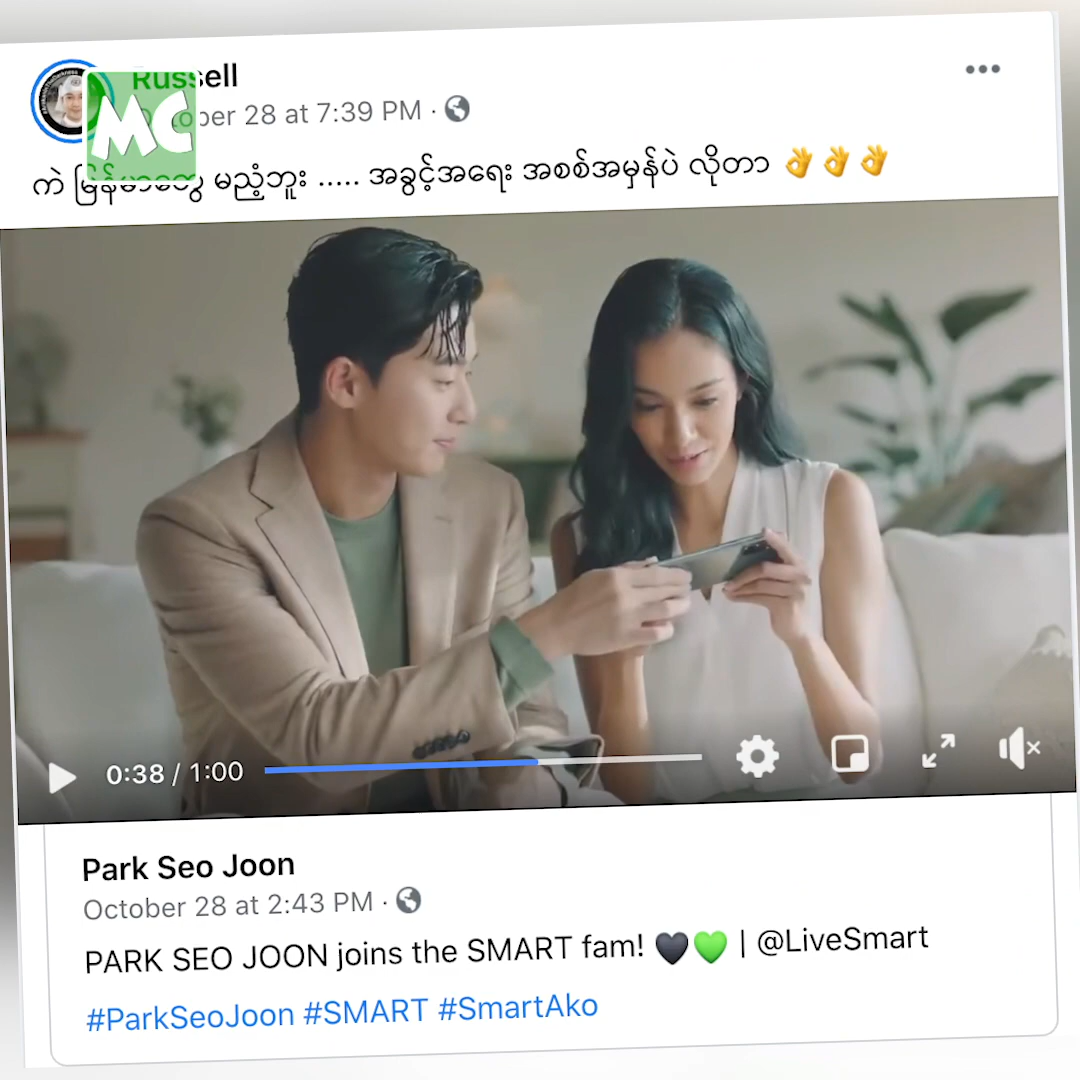 Russell
October 28 at 7:39 PM ·
MC
ကဲ မြန်မာတွေ မညံ့ဘူး ..... အခွင့်အရေး အစစ်အမှန်ပဲ လိုတာ 👌👌👌
0:38 / 1:00
Park Seo Joon
October 28 at 2:43 PM ·
PARK SEO JOON joins the SMART fam! 🖤💚 | @LiveSmart
#ParkSeoJoon #SMART #SmartAko